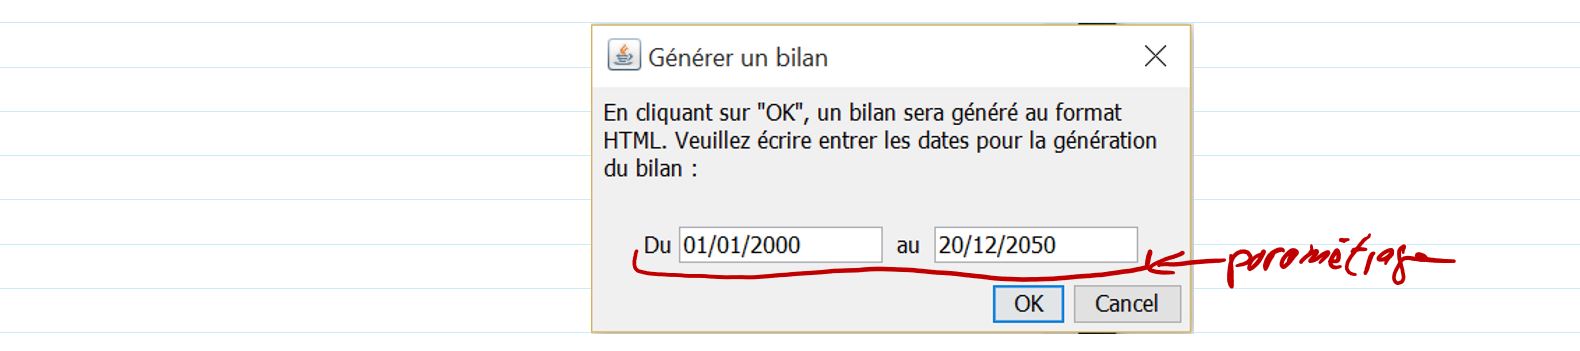 Générer un bilan
En cliquant sur "OK", un bilan sera généré au format
HTML. Veuillez écrire entrer les dates pour la génération
du bilan :
Du 01/01/2000 au 20/12/2050
paramètrage
OK Cancel